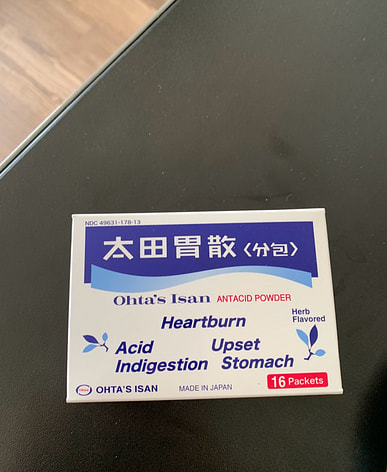 NDC 49631-178-13
太田胃散〈分包〉
Ohta's Isan ANTACID POWDER
Heartburn
Herb
Flavored
Acid Upset
Indigestion Stomach
16 Packets
OHTA'S ISAN MADE IN JAPAN